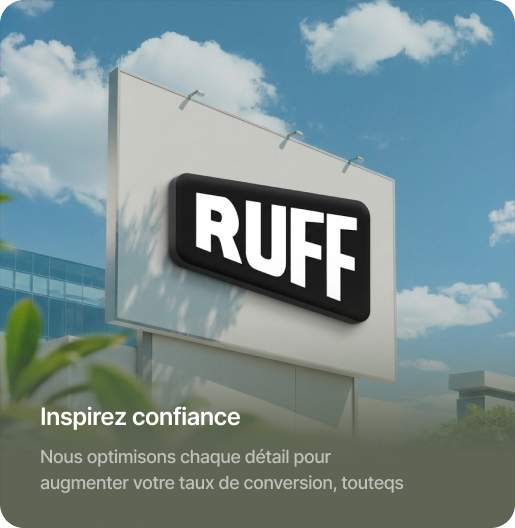 RUFF
Inspirez confiance
Nous optimisons chaque détail pour
augmenter votre taux de conversion, touteqs